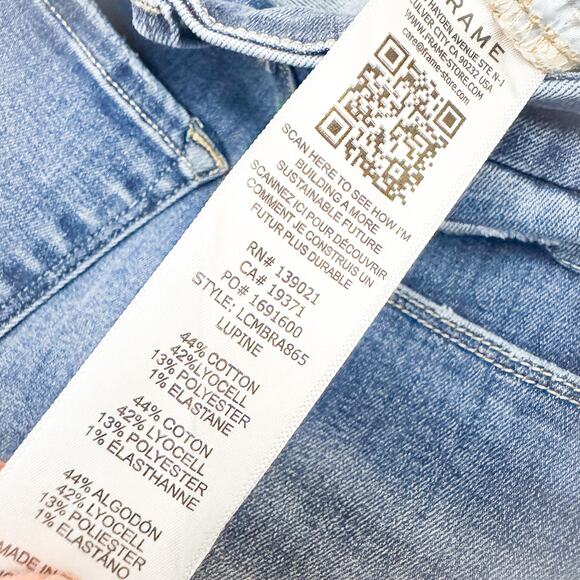 FRAME
HAYDEN AVENUE STE N-1
CULVER CITY CA 90232 USA
WWW.FRAME-STORE.COM
care@frame-store.com
SCAN HERE TO SEE HOW I'M
BUILDING A MORE
SUSTAINABLE FUTURE
SCANNEZ ICI POUR DÉCOUVRIR
COMMENT JE CONSTRUIS UN
FUTUR PLUS DURABLE
RN# 139021
CA# 19371
PO# 1691600
STYLE: LCMBRA865
LUPINE
44% COTTON
42%LYOCELL
13% POLYESTER
1% ELASTANE
44% COTON
42% LYOCELL
13% POLYESTER
1% ÉLASTHANNE
44% ALGODÓN
42% LYOCELL
13% POLIESTER
1% ELASTANO
MADE IN